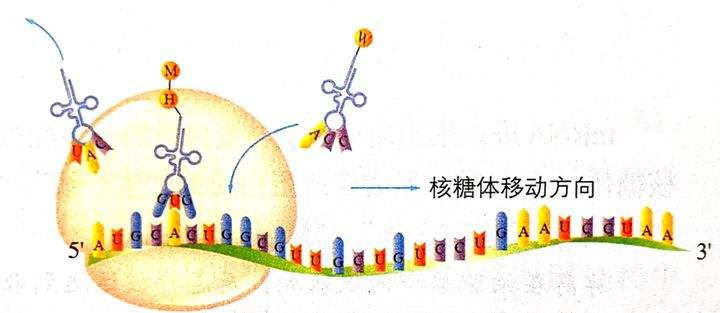 W
M
H
U A C
A C C
G U G
核糖体移动方向
5' A U G C A C U G G C G U U G C U G U C C U G A A U C C U A A 3'